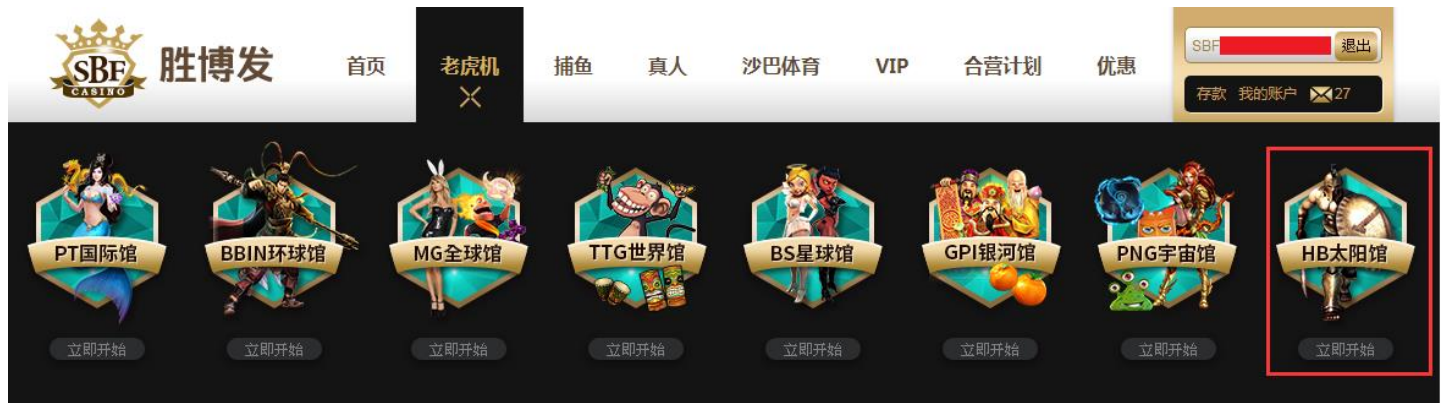 SBF
CASINO
胜博发
首页 老虎机 捕鱼 真人 沙巴体育 VIP 合营计划 优惠
SBF 退出
存款 我的账户 27
PT国际馆 BBIN环球馆 MG全球馆 TTG世界馆 BS星球馆 GPI银河馆 PNG宇宙馆 HB太阳馆
立即开始 立即开始 立即开始 立即开始 立即开始 立即开始 立即开始 立即开始